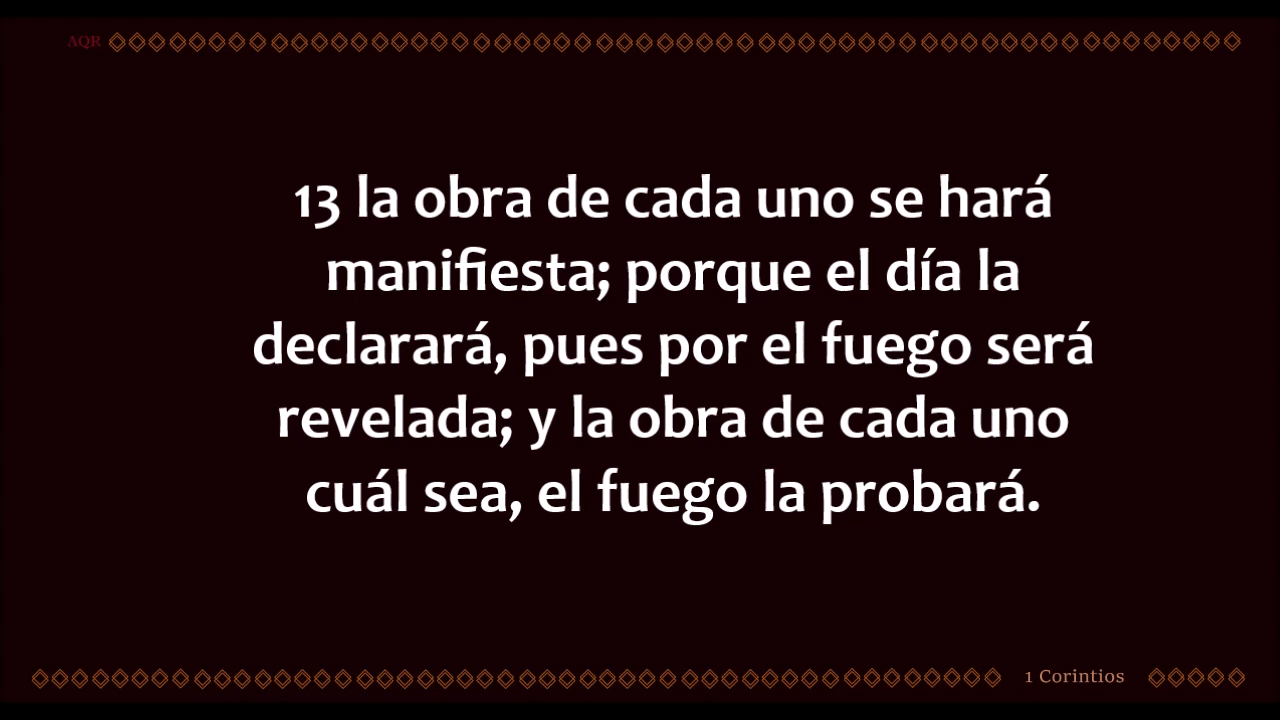 AQR
13 la obra de cada uno se hará
manifiesta; porque el día la
declarará, pues por el fuego será
revelada; y la obra de cada uno
cuál sea, el fuego la probará.
1 Corintios